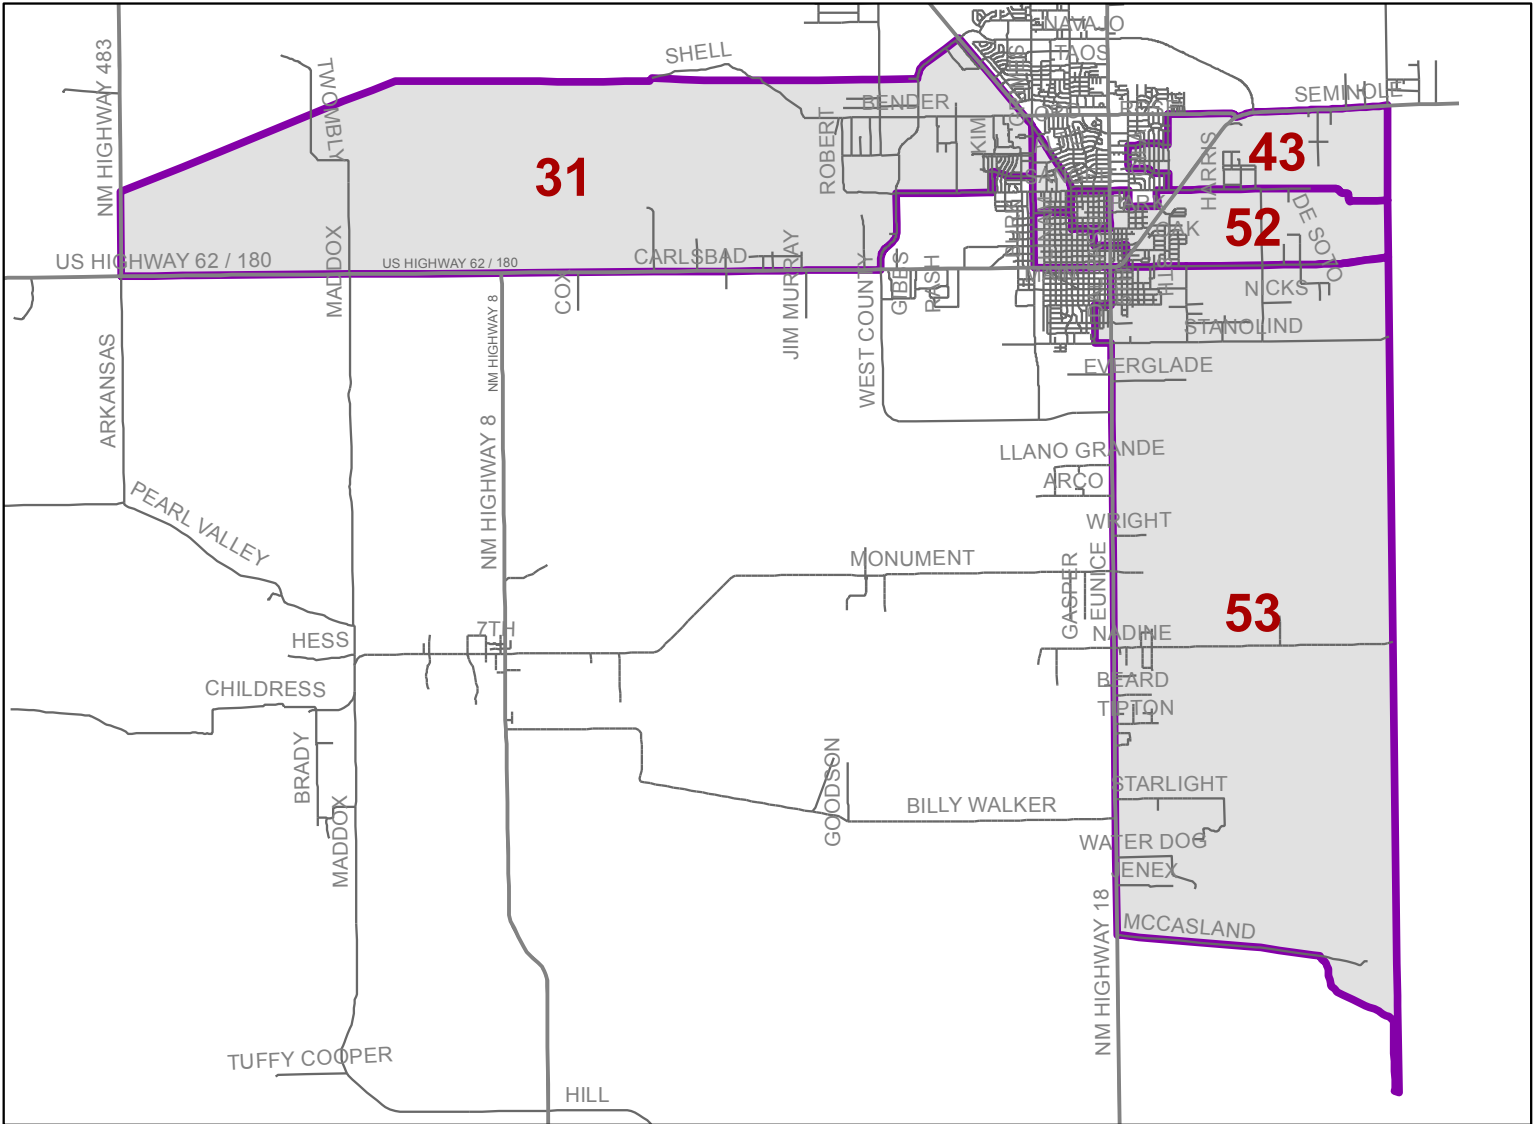 NAVAJO
TAOS
SHELL
NM HIGHWAY 483
TWOMBLY
SEMINOLE
BENDER
ROBERT
KIM
31
43
HARRIS
52
DE SOTO
OAK
US HIGHWAY 62 / 180
US HIGHWAY 62 / 180
CARLSBAD
MADDOX
COX
JIM MURRAY
WEST COUNTY
GIBBS
RASH
NICKS
STANOLIND
NM HIGHWAY 8
EVERGLADE
ARKANSAS
NM HIGHWAY 8
LLANO GRANDE
ARCO
PEARL VALLEY
WRIGHT
MONUMENT
GASPER
EUNICE
53
7TH
HESS
NADINE
CHILDRESS
BEARD
TIPTON
BRADY
GOODSON
STARLIGHT
BILLY WALKER
MADDOX
WATER DOG
JENEX
NM HIGHWAY 18
MCCASLAND
TUFFY COOPER
HILL